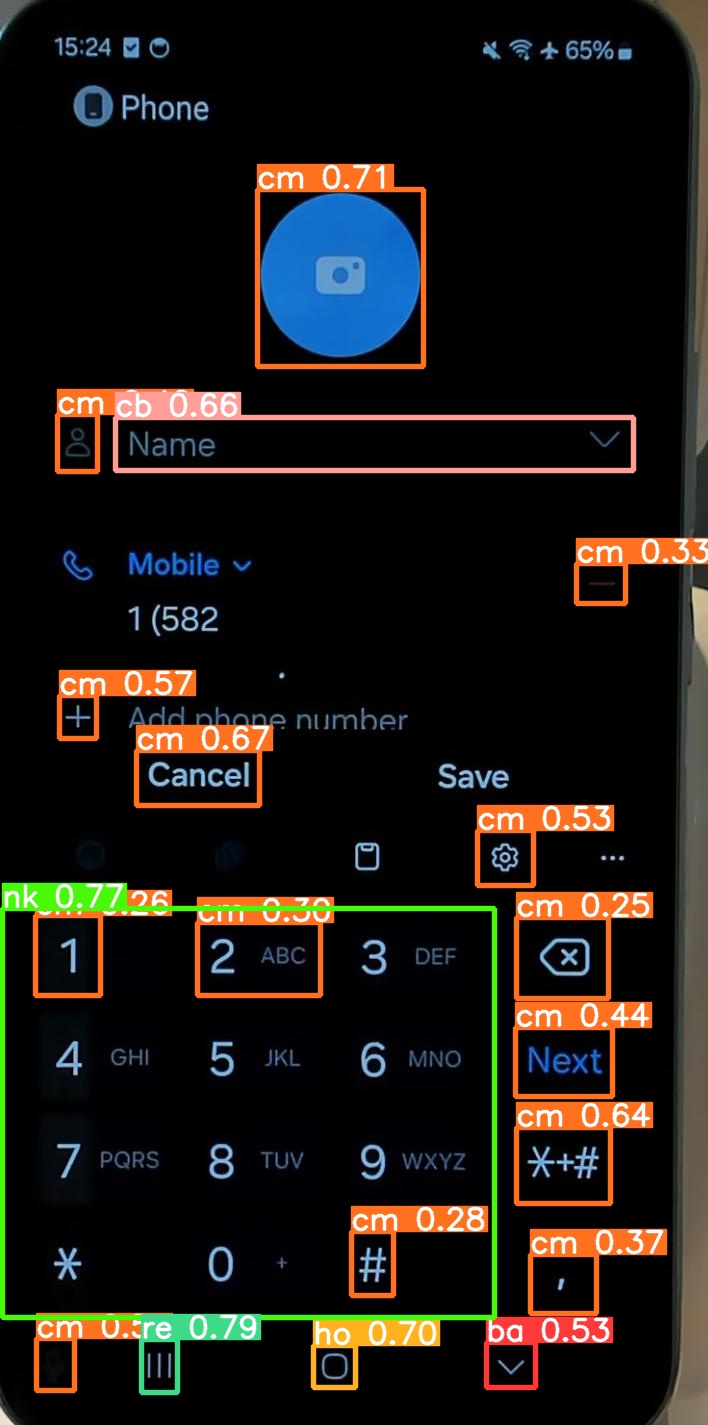 15:24 65%
Phone
cm 0.71
cm
cb 0.66
Name
cm 0.33
Mobile
1 (582
cm 0.57
+ Add phone number
cm 0.67
Cancel Save
cm 0.53
nk 0.77 26 cm 0.30 cm 0.25
1 2 ABC 3 DEF
cm 0.44
4 GHI 5 JKL 6 MNO Next
cm 0.64
7 PQRS 8 TUV 9 WXYZ *+#
cm 0.28 cm 0.37
* 0 + # ,
cm 0.5 re 0.79 ho 0.70 ba 0.53